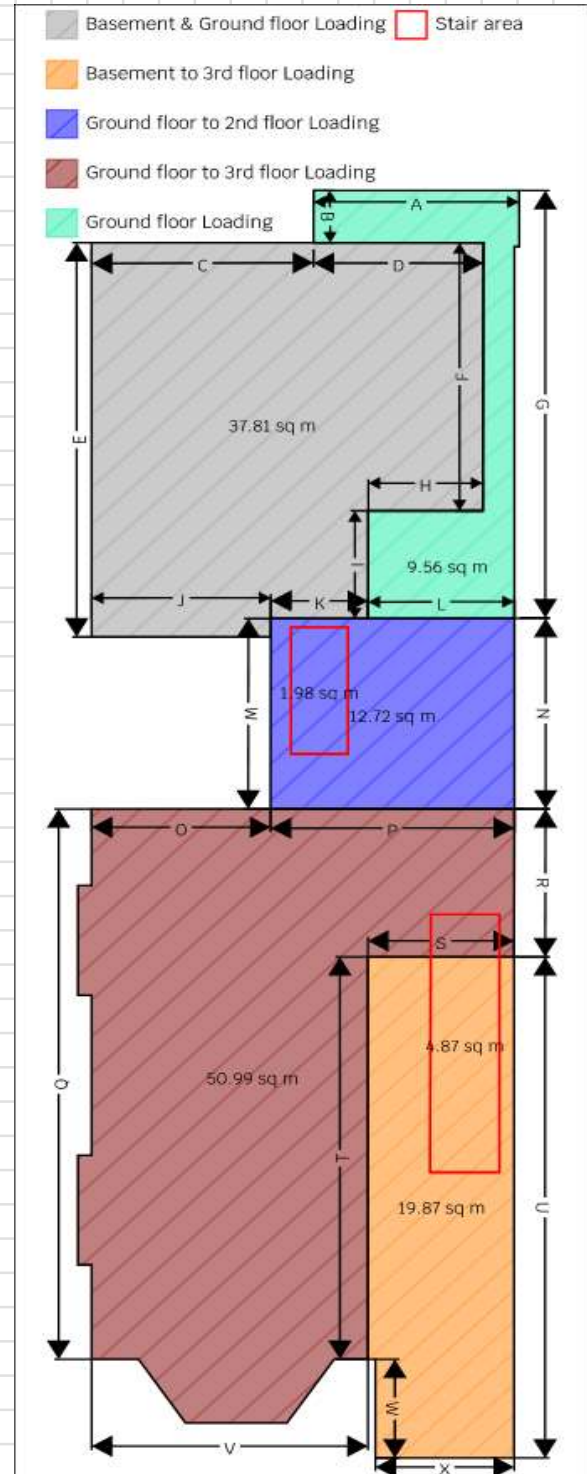 Basement & Ground floor Loading
Stair area
Basement to 3rd floor Loading
Ground floor to 2nd floor Loading
Ground floor to 3rd floor Loading
Ground floor Loading
A
B
C
D
E
F
G
37.81 sq m
H
I
9.56 sq m
J
K
L
1.98 sq m
12.72 sq m
W
N
O
P
R
S
4.87 sq m
50.99 sq m
Q
T
19.87 sq m
U
W
V
X